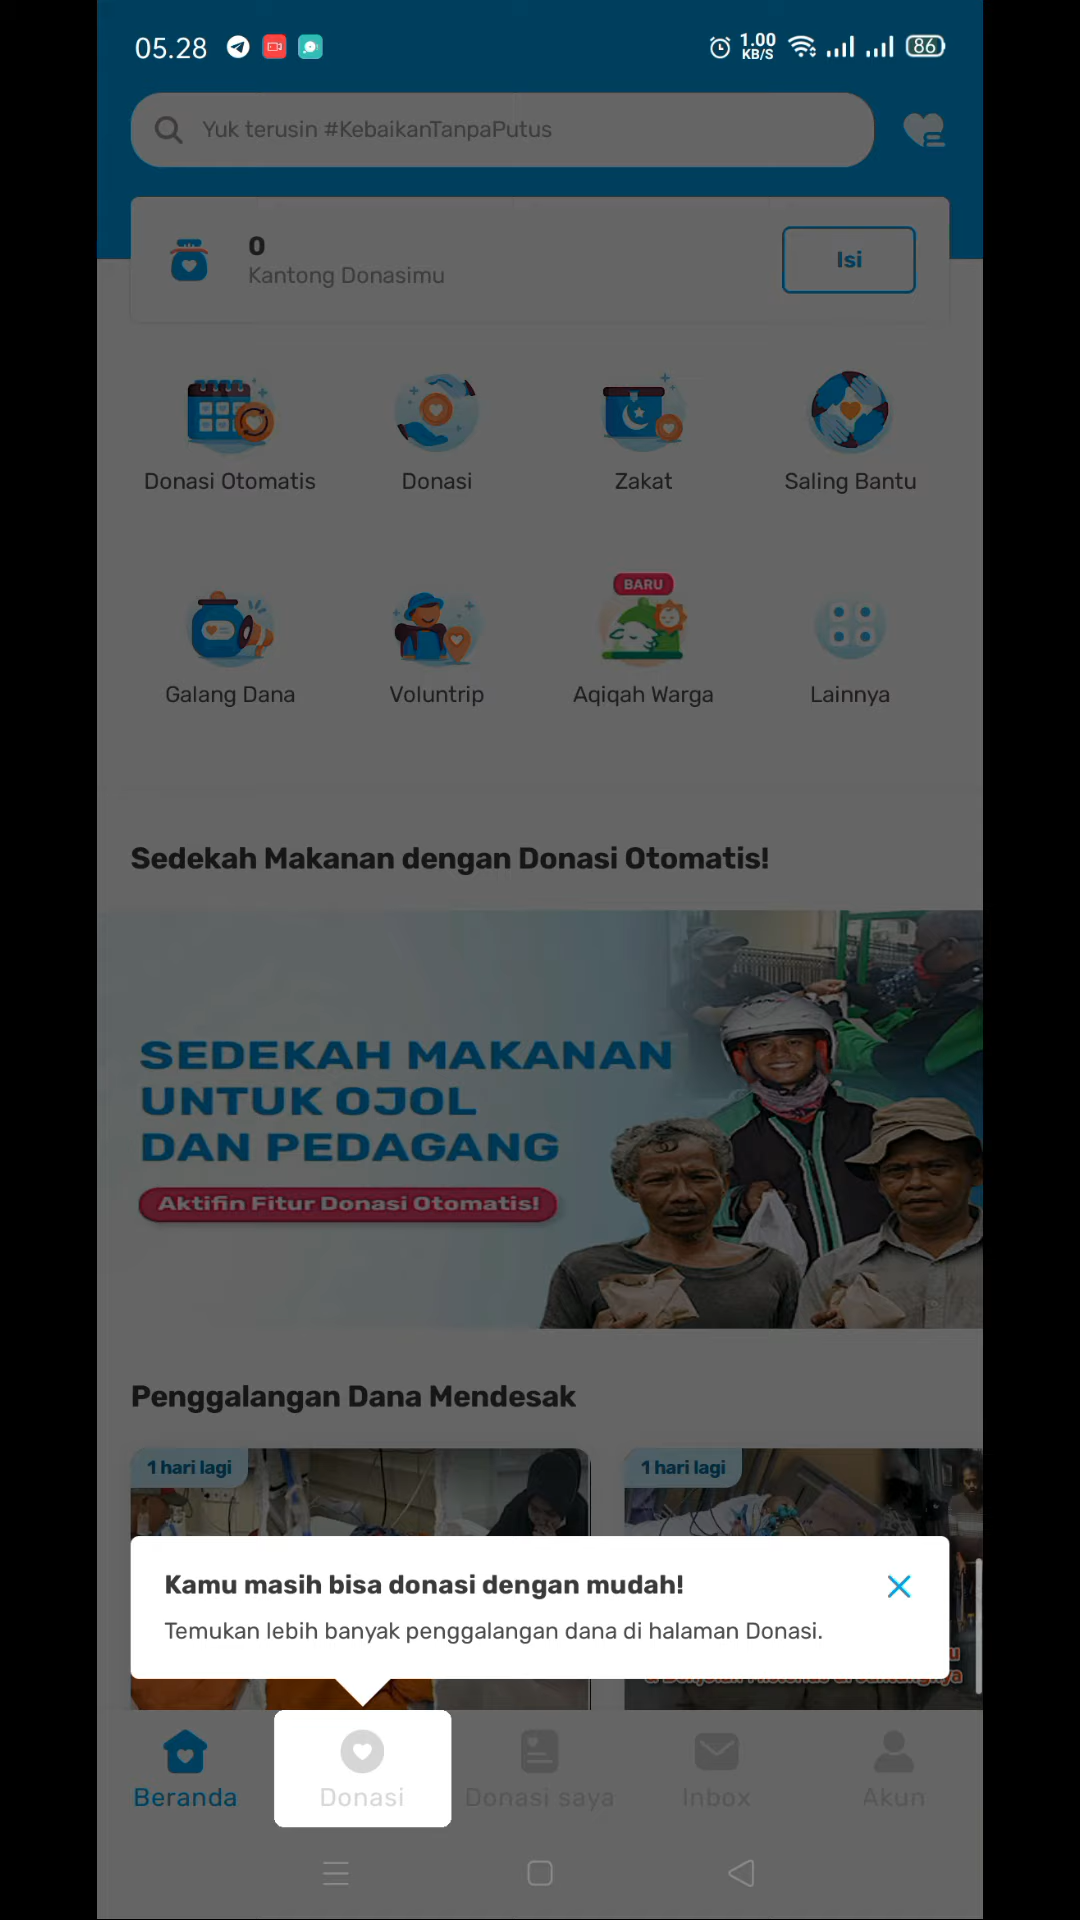 05.28
1.00
KB/S
86
Yuk terusin #KebaikanTanpaPutus
0
Kantong Donasimu
Isi
Donasi Otomatis
Donasi
Zakat
Saling Bantu
BARU
Galang Dana
Voluntrip
Aqiqah Warga
Lainnya
Sedekah Makanan dengan Donasi Otomatis!
SEDEKAH MAKANAN
UNTUK OJOL
DAN PEDAGANG
Aktifin Fitur Donasi Otomatis!
Penggalangan Dana Mendesak
1 hari lagi
1 hari lagi
Kamu masih bisa donasi dengan mudah!
Temukan lebih banyak penggalangan dana di halaman Donasi.
Beranda
Donasi
Donasi saya
Inbox
Akun